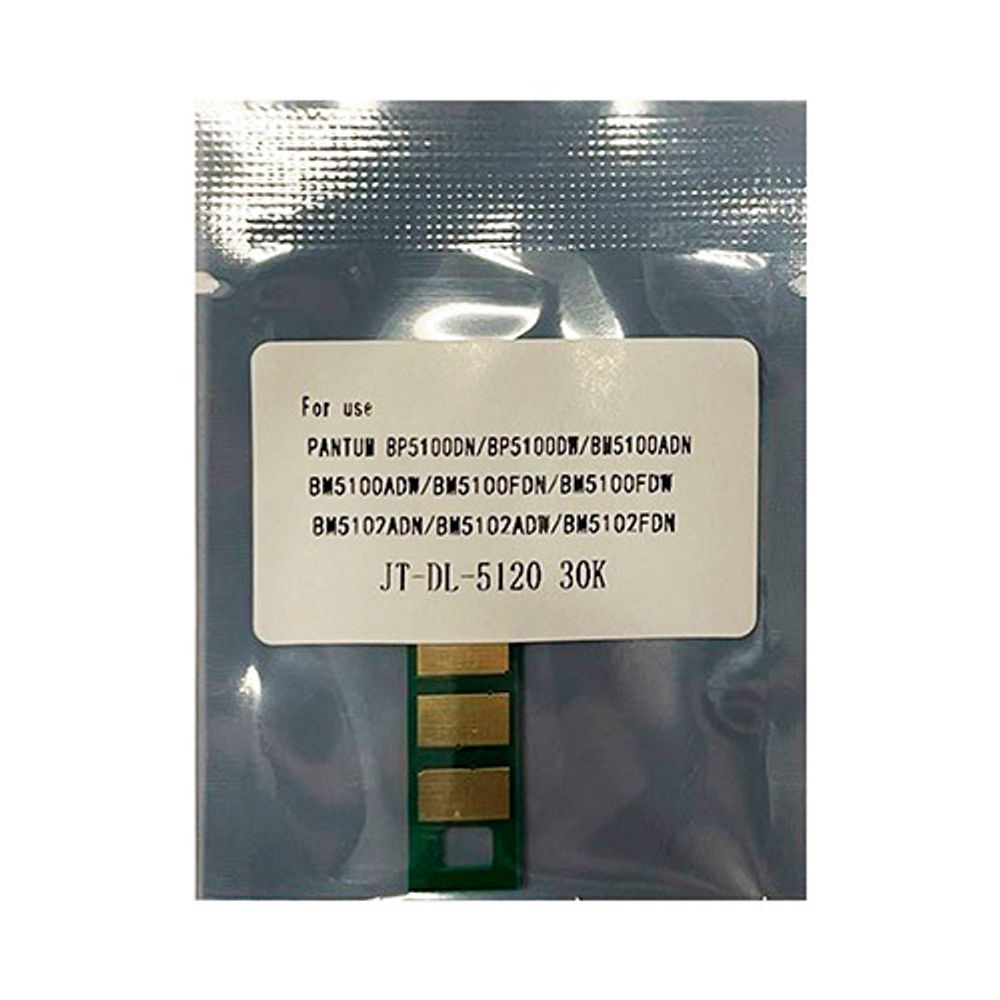 For use
PANTUM BP5100DN/BP5100DW/BM5100ADN
BM5100ADW/BM5100FDN/BM5100FDW
BM5102ADN/BM5102ADW/BM5102FDN
JT-DL-5120 30K